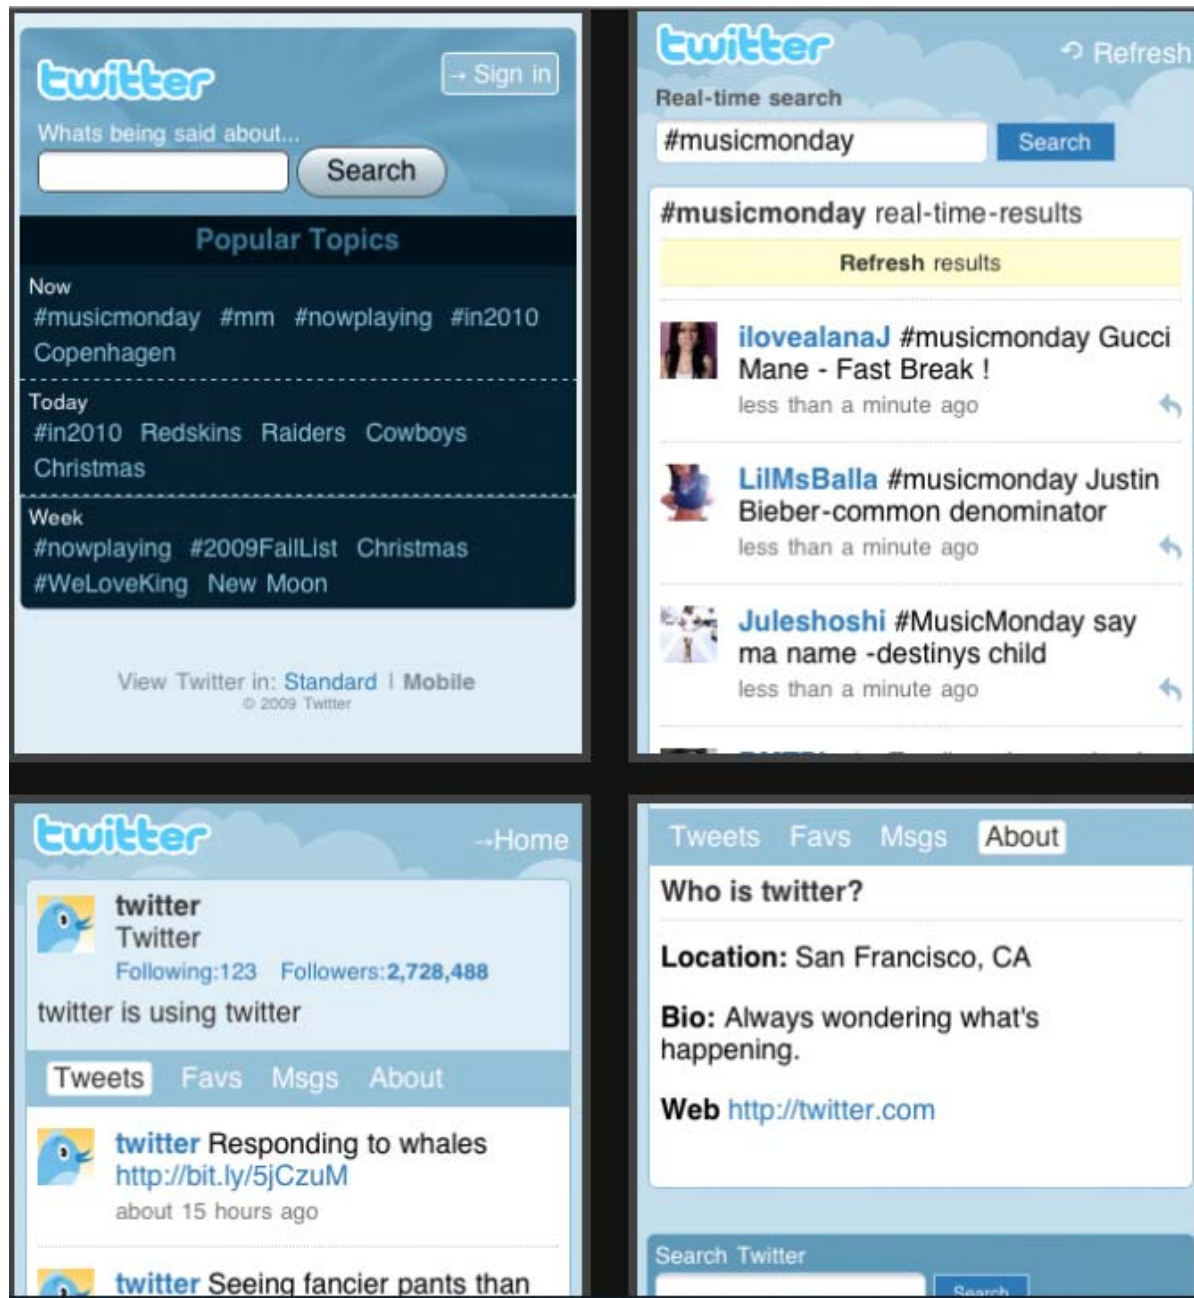 twitter
→ Sign in
Whats being said about...
Search
Popular Topics
Now
#musicmonday #mm #nowplaying #in2010
Copenhagen
Today
#in2010 Redskins Raiders Cowboys
Christmas
Week
#nowplaying #2009FailList Christmas
#WeLoveKing New Moon
View Twitter in: Standard | Mobile
© 2009 Twitter
twitter
Refresh
Real-time search
#musicmonday Search
#musicmonday real-time-results
Refresh results
ilovealanaJ #musicmonday Gucci
Mane - Fast Break !
less than a minute ago
LilMsBalla #musicmonday Justin
Bieber-common denominator
less than a minute ago
Juleshoshi #MusicMonday say
ma name -destinys child
less than a minute ago
twitter
→Home
twitter
Twitter
Following:123 Followers:2,728,488
twitter is using twitter
Tweets Favs Msgs About
twitter Responding to whales
http://bit.ly/5jCzuM
about 15 hours ago
twitter Seeing fancier pants than
Tweets Favs Msgs About
Who is twitter?
Location: San Francisco, CA
Bio: Always wondering what's
happening.
Web http://twitter.com
Search Twitter
Search